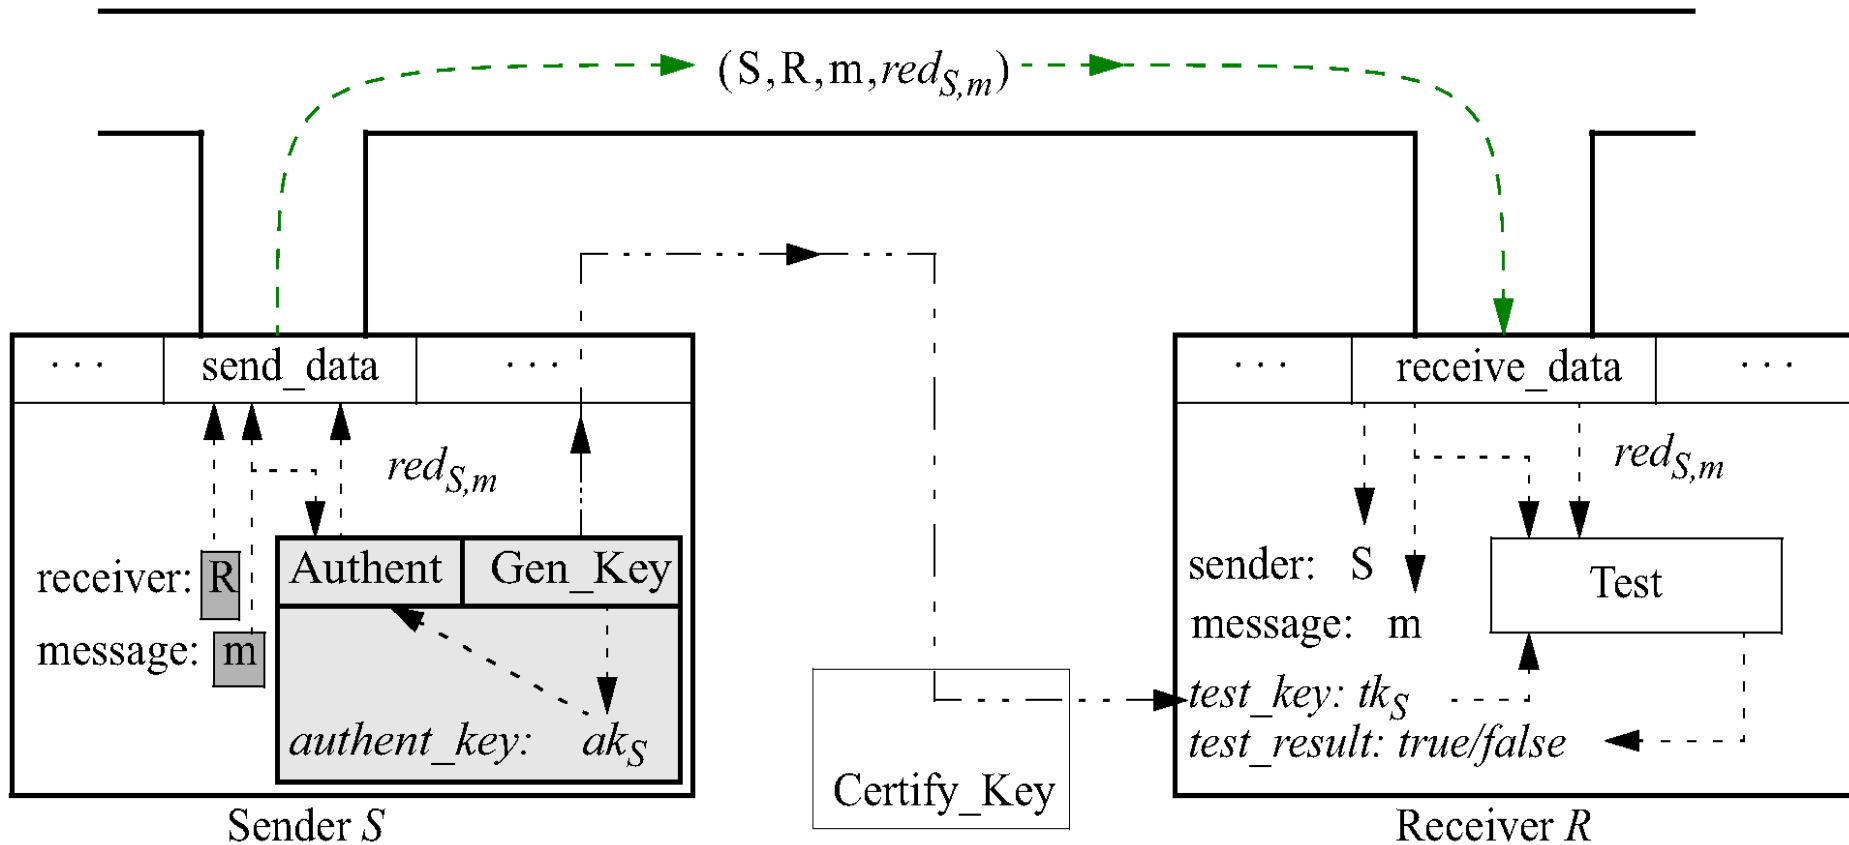 (S,R,m,red_{S,m})
··· send_data ···
··· receive_data ···
red_{S,m}
red_{S,m}
receiver: R
Authent
Gen_Key
message: m
authent_key: ak_S
Sender S
Certify_Key
sender: S
Test
message: m
test_key: tk_S
test_result: true/false
Receiver R